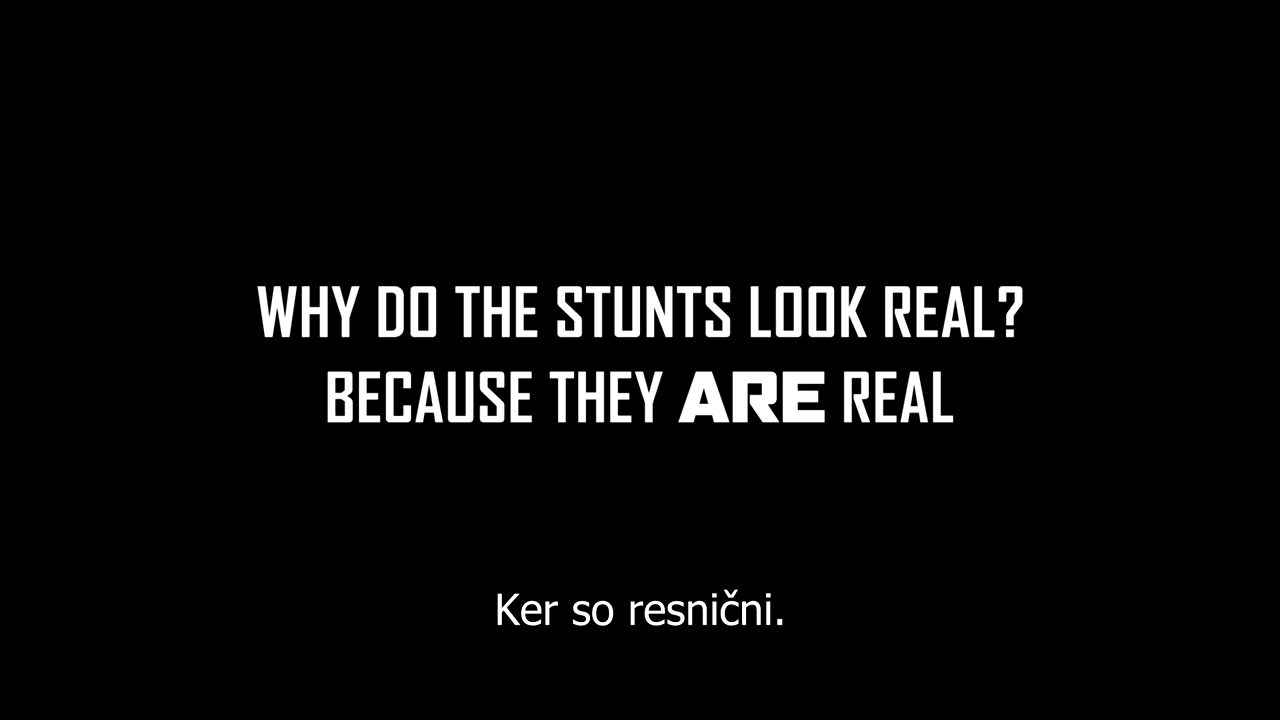 WHY DO THE STUNTS LOOK REAL?
BECAUSE THEY ARE REAL
Ker so resnični.